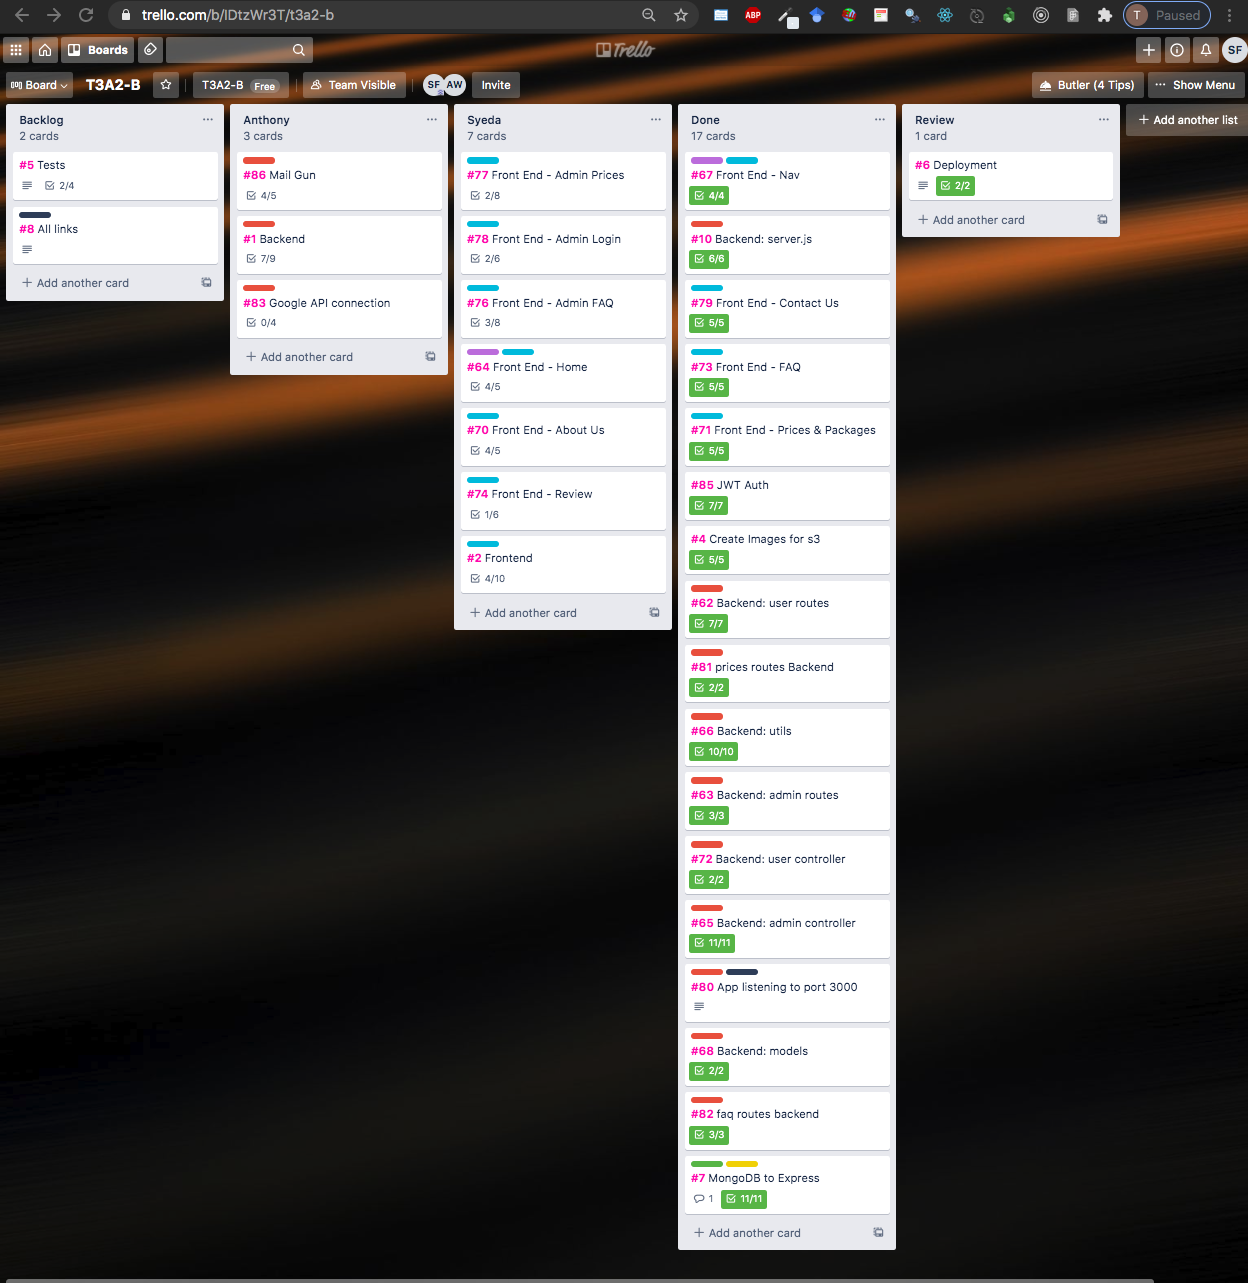 trello.com/b/lDtzWr3T/t3a2-b
ABP
T Paused
Boards
Trello
SF
Board
T3A2-B
T3A2-B Free
Team Visible
SF AW
Invite
Butler (4 Tips)
... Show Menu
Backlog ...
2 cards
#5 Tests
2/4
#8 All links
+ Add another card
Anthony ...
3 cards
#86 Mail Gun
4/5
#1 Backend
7/9
#83 Google API connection
0/4
+ Add another card
Syeda ...
7 cards
#77 Front End - Admin Prices
2/8
#78 Front End - Admin Login
2/6
#76 Front End - Admin FAQ
3/8
#64 Front End - Home
4/5
#70 Front End - About Us
4/5
#74 Front End - Review
1/6
#2 Frontend
4/10
+ Add another card
Done ...
17 cards
#67 Front End - Nav
4/4
#10 Backend: server.js
6/6
#79 Front End - Contact Us
5/5
#73 Front End - FAQ
5/5
#71 Front End - Prices & Packages
5/5
#85 JWT Auth
7/7
#4 Create Images for s3
5/5
#62 Backend: user routes
7/7
#81 prices routes Backend
2/2
#66 Backend: utils
10/10
#63 Backend: admin routes
3/3
#72 Backend: user controller
2/2
#65 Backend: admin controller
11/11
#80 App listening to port 3000
#68 Backend: models
2/2
#82 faq routes backend
3/3
#7 MongoDB to Express
1 11/11
+ Add another card
Review ...
1 card
#6 Deployment
2/2
+ Add another card
+ Add another list